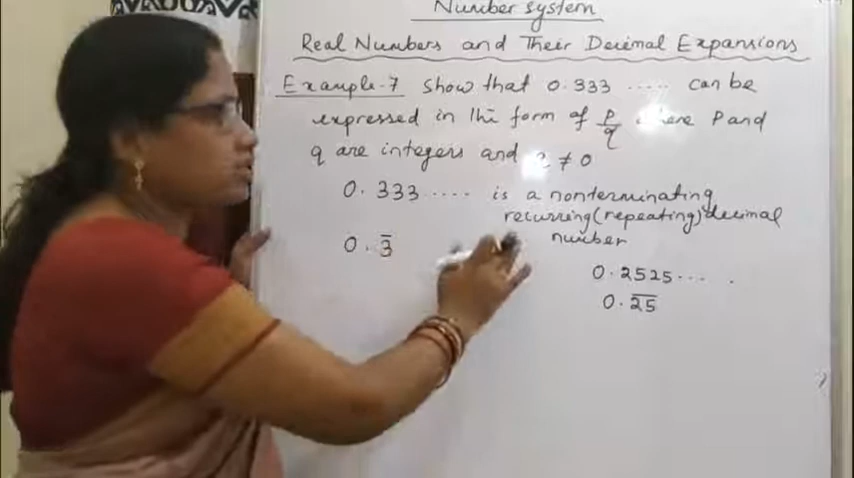 Number system
Real Numbers and Their Decimal Expansions
Example-7 show that 0.333 ..... can be
expressed in the form of p/q where P and
q are integers and q ≠ 0
0.333..... is a nonterminating
recurring (repeating) decimal
number
0.3̅
0.2525....
0.2̅5̅